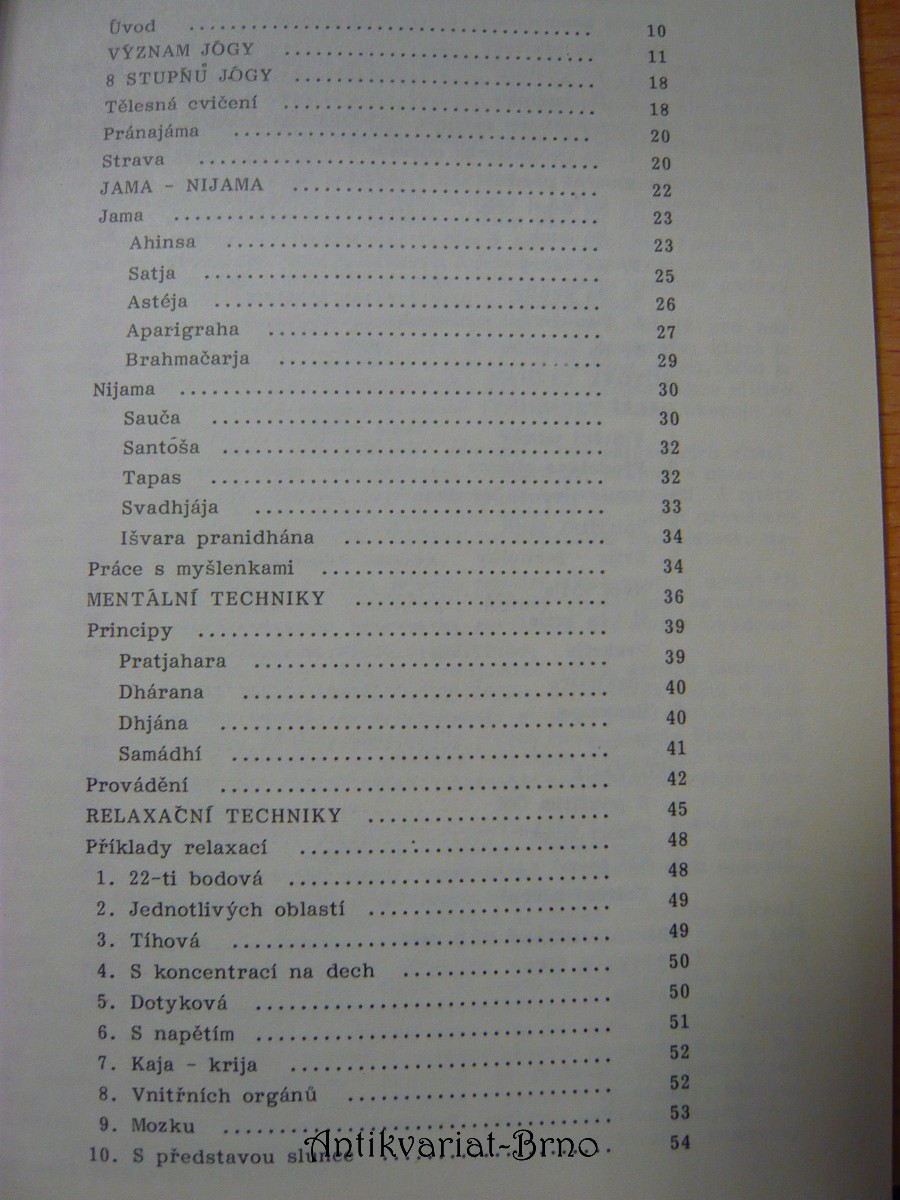 Úvod .......... 10
VÝZNAM JÓGY .......... 11
8 STUPŇŮ JÓGY .......... 18
Tělesná cvičení .......... 18
Pránajáma .......... 20
Strava .......... 20
JAMA - NIJAMA .......... 22
Jama .......... 23
Ahinsa .......... 23
Satja .......... 25
Astéja .......... 26
Aparigraha .......... 27
Brahmačarja .......... 29
Nijama .......... 30
Sauča .......... 30
Santóša .......... 32
Tapas .......... 32
Svadhjája .......... 33
Išvara pranidhána .......... 34
Práce s myšlenkami .......... 34
MENTÁLNÍ TECHNIKY .......... 36
Principy .......... 39
Pratjahara .......... 39
Dhárana .......... 40
Dhjána .......... 40
Samádhí .......... 41
Provádění .......... 42
RELAXAČNÍ TECHNIKY .......... 45
Příklady relaxací .......... 48
1. 22-ti bodová .......... 48
2. Jednotlivých oblastí .......... 49
3. Tíhová .......... 49
4. S koncentrací na dech .......... 50
5. Dotyková .......... 50
6. S napětím .......... 51
7. Kaja - krija .......... 52
8. Vnitřních orgánů .......... 52
9. Mozku .......... 53
10. S představou slunce .......... 54
Antikvariat-Brno